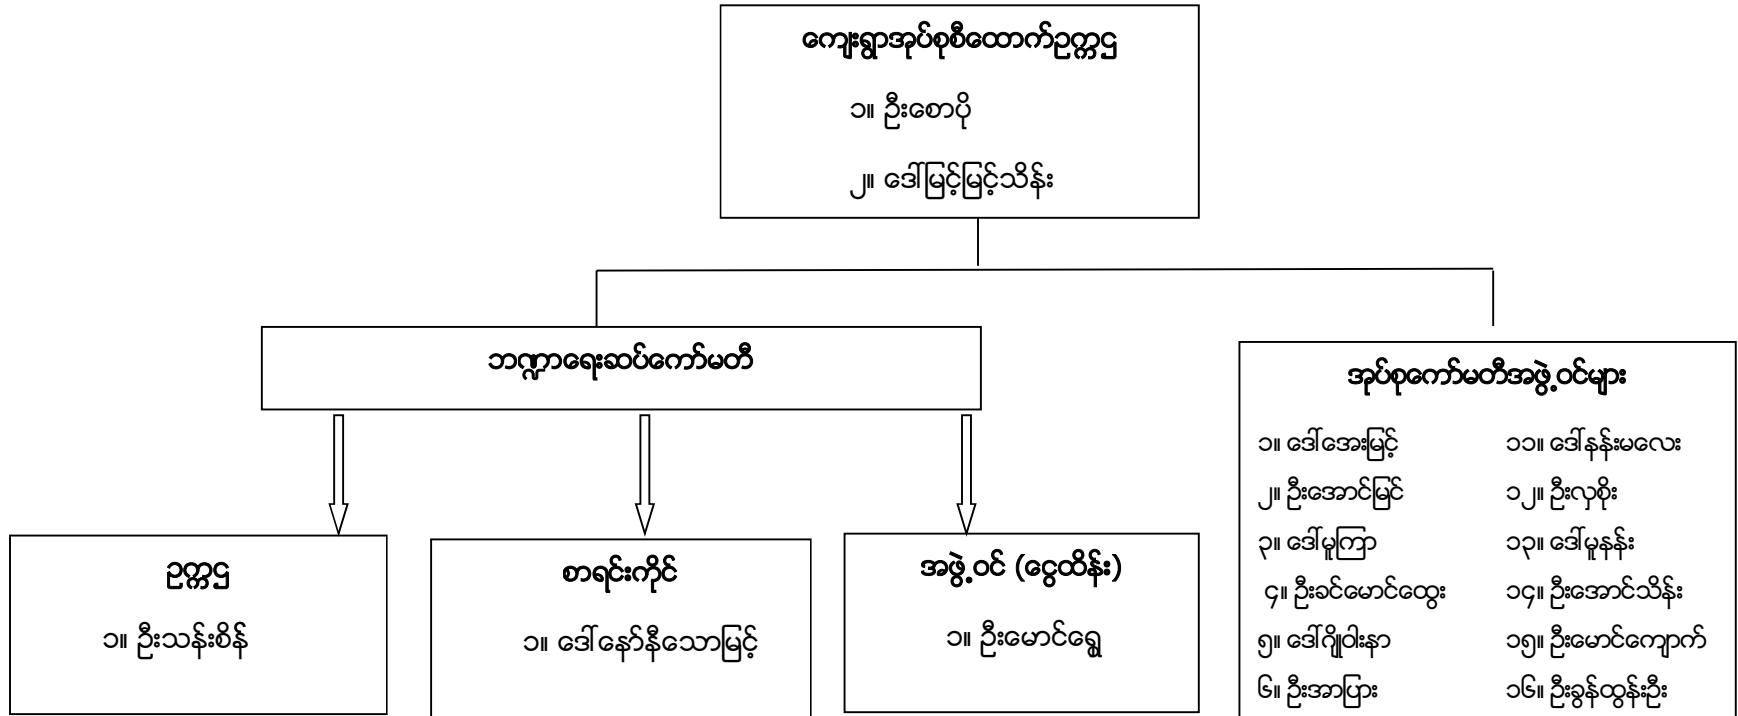 ကျေးရွာအုပ်စုစီထောက်ဥက္ကဌ
၁။ ဦးစောပို
၂။ ဒေါ်မြင့်မြင့်သိန်း
ဘဏ္ဍာရေးဆပ်ကော်မတီ
ဥက္ကဌ
၁။ ဦးသန်းစိန်
စာရင်းကိုင်
၁။ ဒေါ်နော်နီသောမြင့်
အဖွဲ့ဝင် (ငွေထိန်း)
၁။ ဦးမောင်ရွှေ
အုပ်စုကော်မတီအဖွဲ့ဝင်များ
၁။ ဒေါ်အေးမြင့် ၁၁။ ဒေါ်နန်းမလေး
၂။ ဦးအောင်မြင် ၁၂။ ဦးလှစိုး
၃။ ဒေါ်မူကြာ ၁၃။ ဒေါ်မူနန်း
၄။ ဦးခင်မောင်ထွေး ၁၄။ ဦးအောင်သိန်း
၅။ ဒေါ်ဂျိုဝါးနာ ၁၅။ ဦးမောင်ကျောက်
၆။ ဦးအာပြား ၁၆။ ဦးခွန်ထွန်းဦး